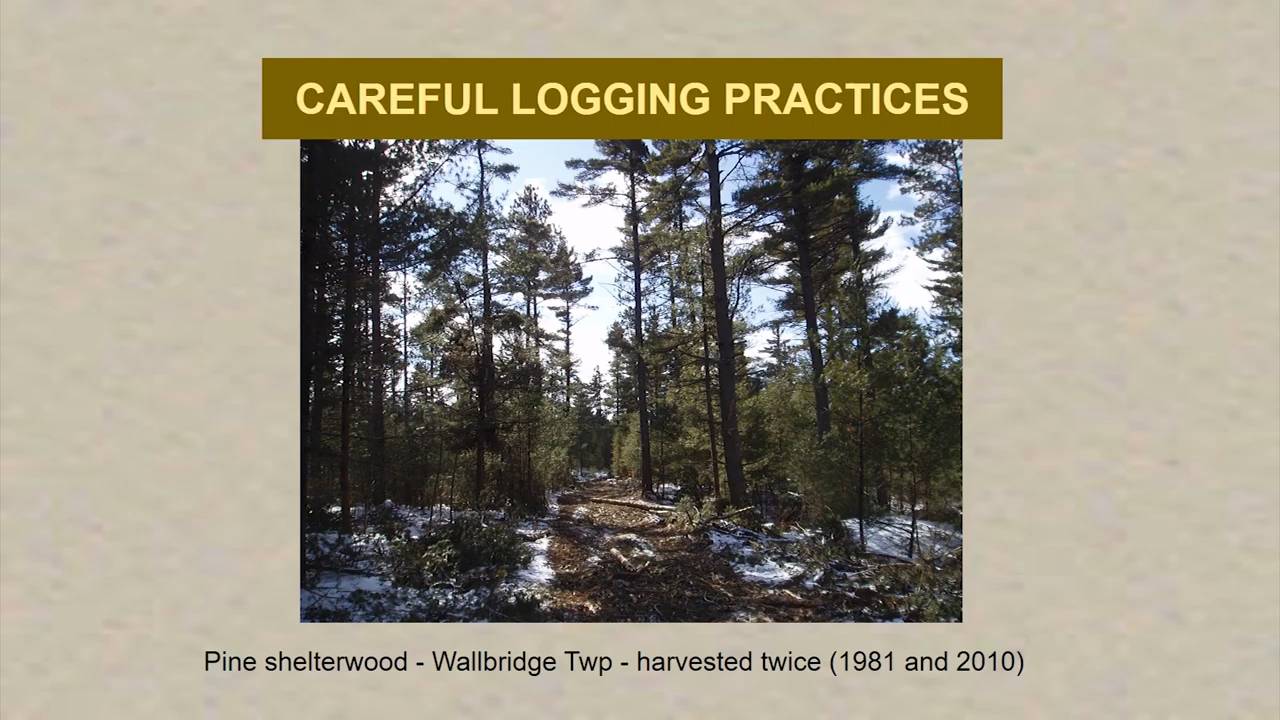 CAREFUL LOGGING PRACTICES
Pine shelterwood - Wallbridge Twp - harvested twice (1981 and 2010)